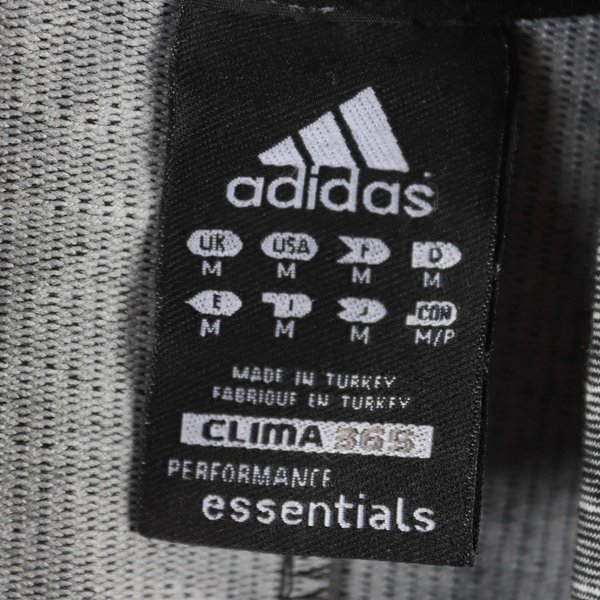 adidas
UK USA F D
M M M M
E I J CON
M M M M/P
MADE IN TURKEY
FABRIQUE EN TURKEY
CLIMA 365
PERFORMANCE
essentials